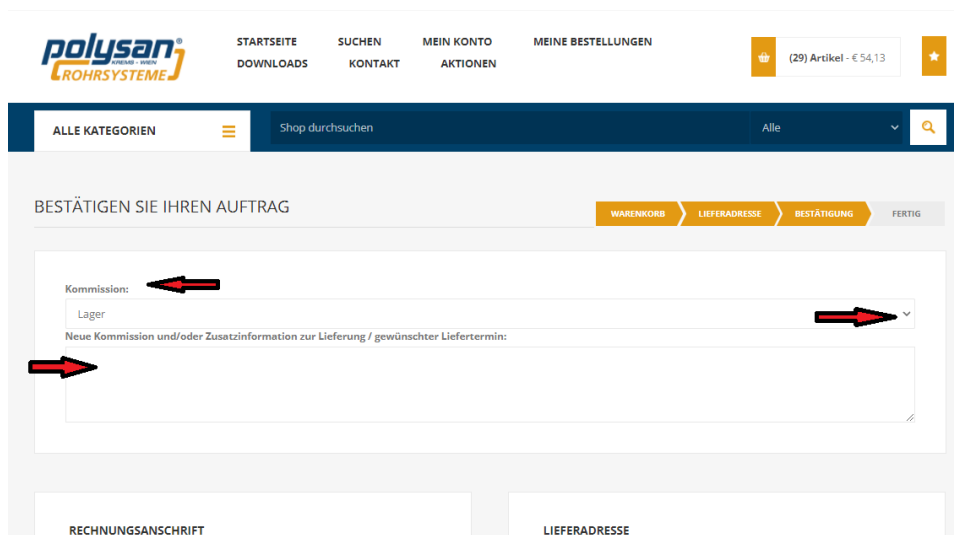 polysan®
KREMS - WIEN
ROHRSYSTEME
STARTSEITE SUCHEN MEIN KONTO MEINE BESTELLUNGEN
DOWNLOADS KONTAKT AKTIONEN
(29) Artikel - € 54,13
ALLE KATEGORIEN
Shop durchsuchen
Alle
BESTÄTIGEN SIE IHREN AUFTRAG
WARENKORB LIEFERADRESSE BESTÄTIGUNG FERTIG
Kommission:
Lager
Neue Kommission und/oder Zusatzinformation zur Lieferung / gewünschter Liefertermin:
RECHNUNGSANSCHRIFT
LIEFERADRESSE